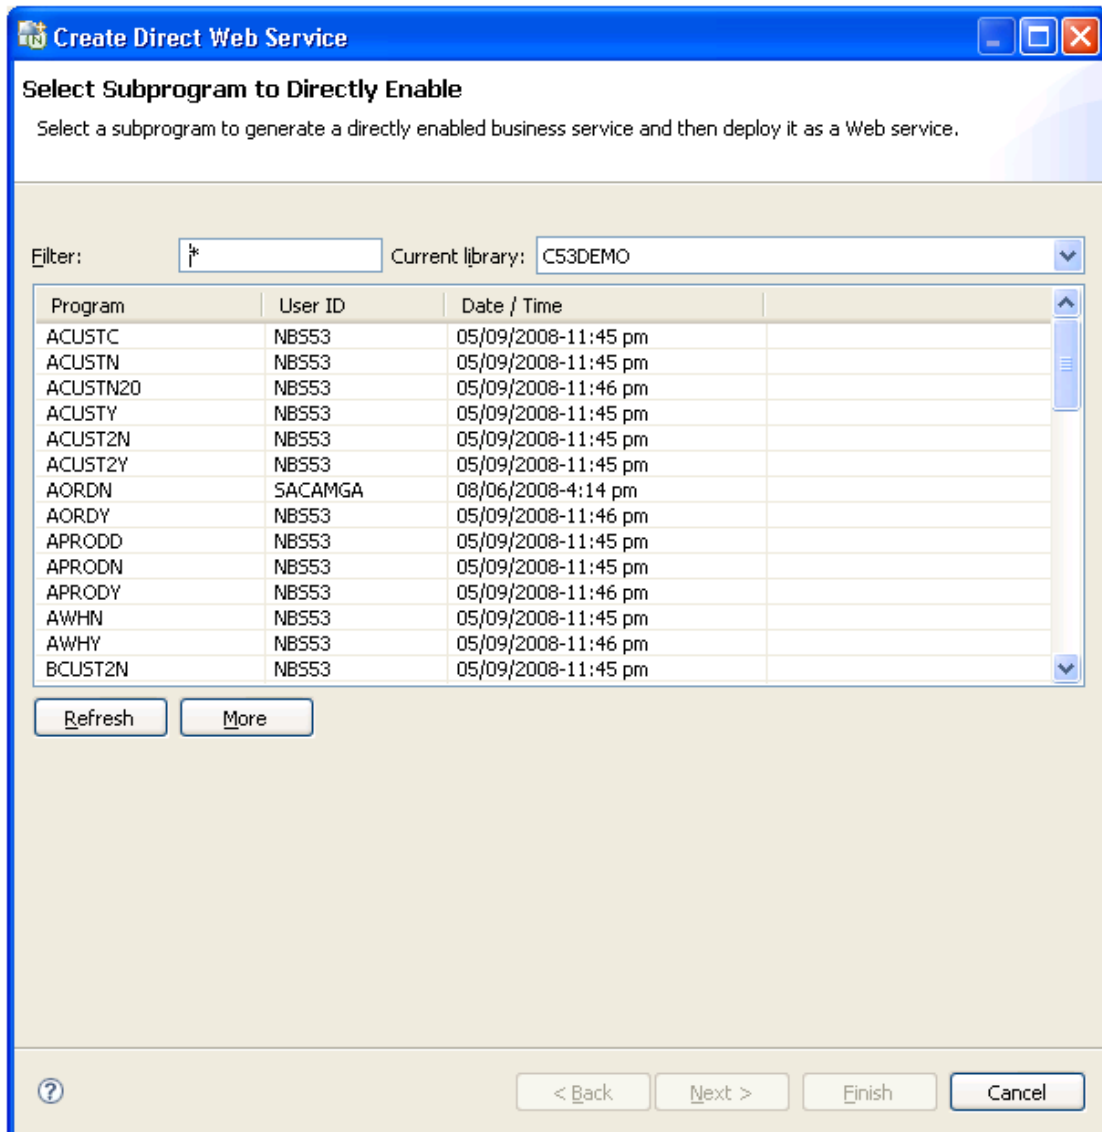 Create Direct Web Service
Select Subprogram to Directly Enable
Select a subprogram to generate a directly enabled business service and then deploy it as a Web service.
Filter: * Current library: C53DEMO
Program User ID Date / Time
ACUSTC NBS53 05/09/2008-11:45 pm
ACUSTN NBS53 05/09/2008-11:45 pm
ACUSTN20 NBS53 05/09/2008-11:46 pm
ACUSTY NBS53 05/09/2008-11:45 pm
ACUST2N NBS53 05/09/2008-11:45 pm
ACUST2Y NBS53 05/09/2008-11:45 pm
AORDN SACAMGA 08/06/2008-4:14 pm
AORDY NBS53 05/09/2008-11:46 pm
APRODD NBS53 05/09/2008-11:45 pm
APRODN NBS53 05/09/2008-11:45 pm
APRODY NBS53 05/09/2008-11:46 pm
AWHN NBS53 05/09/2008-11:45 pm
AWHY NBS53 05/09/2008-11:46 pm
BCUST2N NBS53 05/09/2008-11:45 pm
Refresh More
? < Back Next > Finish Cancel